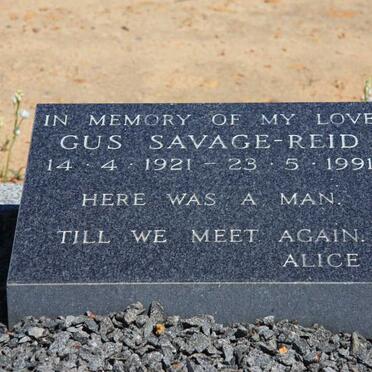 IN MEMORY OF MY LOVE
GUS SAVAGE-REID
14 · 4 · 1921 - 23 · 5 · 1991
HERE WAS A MAN.
TILL WE MEET AGAIN.
ALICE